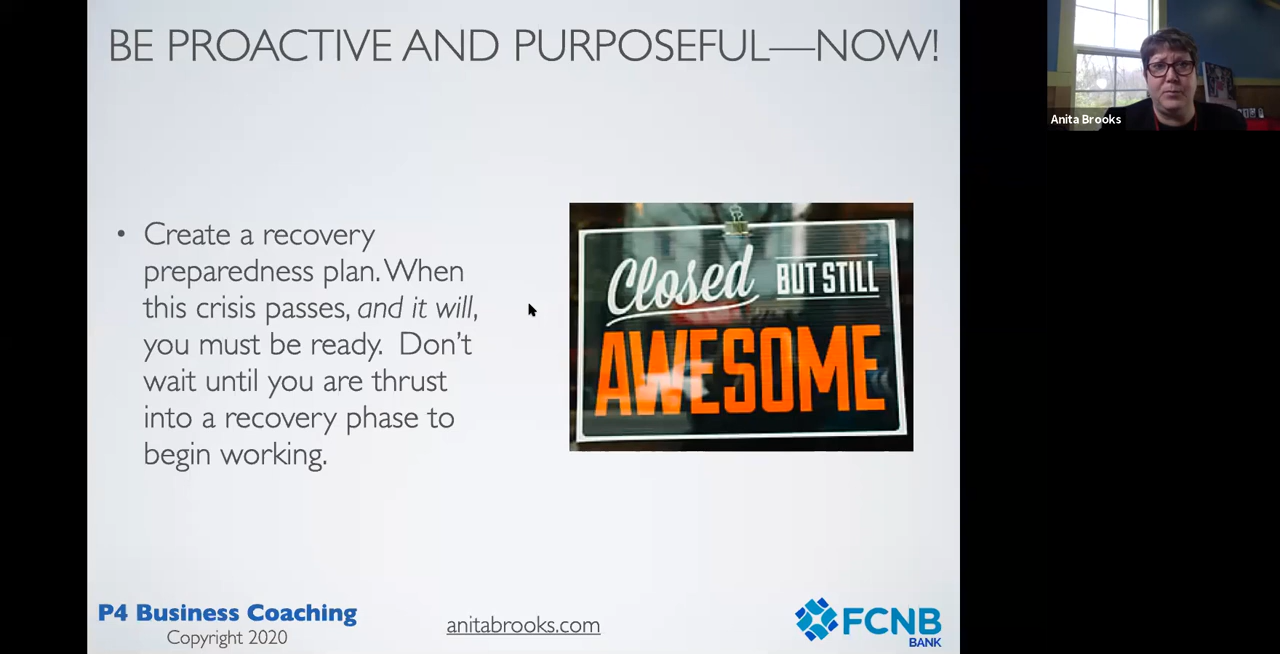 BE PROACTIVE AND PURPOSEFUL—NOW!
Anita Brooks
• Create a recovery
preparedness plan. When
this crisis passes, and it will,
you must be ready.  Don't
wait until you are thrust
into a recovery phase to
begin working.
Closed BUT STILL
AWESOME
P4 Business Coaching
Copyright 2020
anitabrooks.com
FCNB
BANK